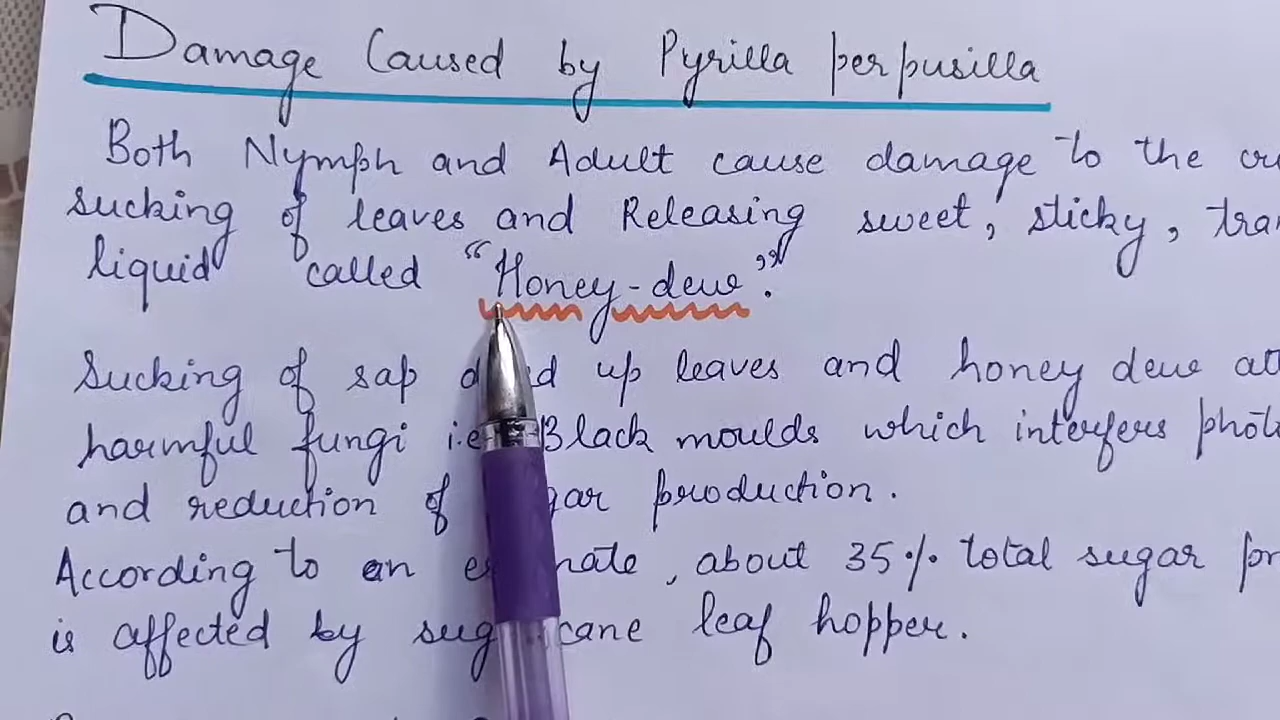 Damage Caused by Pyrilla perpusilla
Both Nymph and Adult cause damage to the
sucking of leaves and Releasing sweet, sticky,
liquid called "Honey-dew".
Sucking of sap up leaves and honey dew
harmful fungi i.e Black moulds which interfers
and reduction of production.
According to an , about 35% total sugar
is affected by leaf hopper.